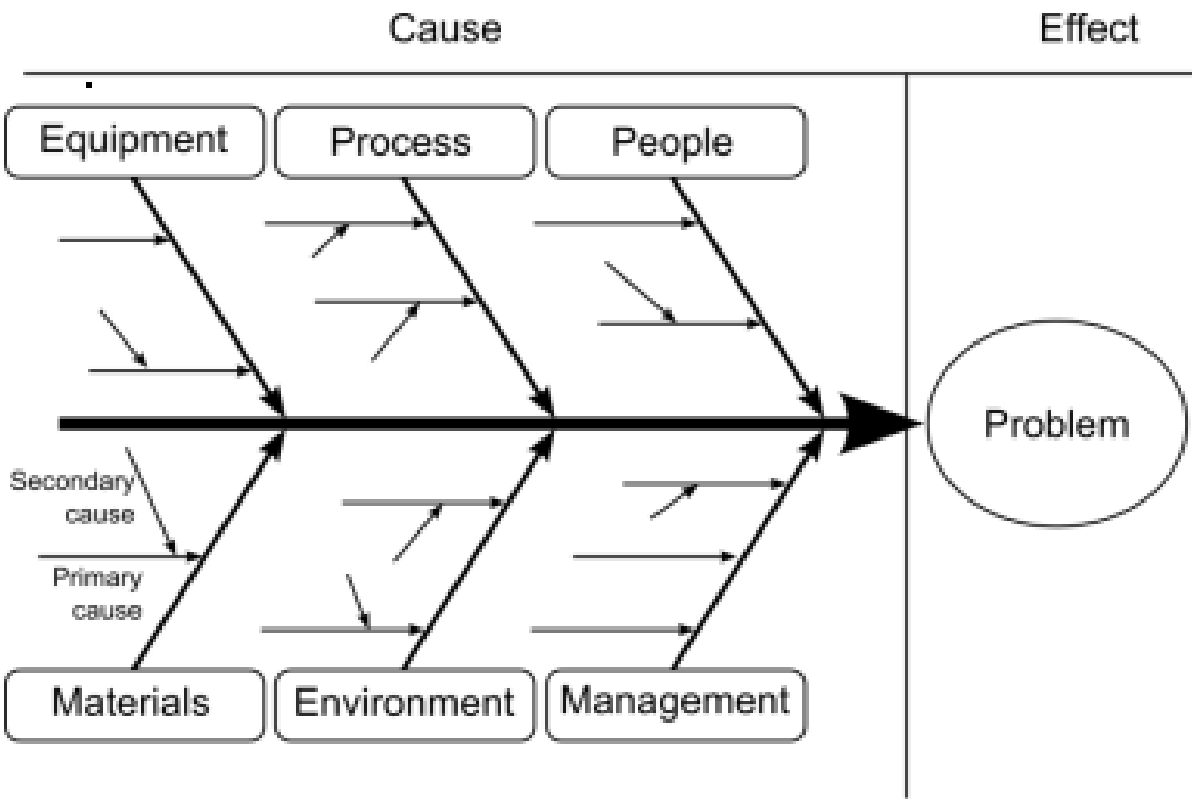 Cause
Effect
Equipment
Process
People
Problem
Secondary
cause
Primary
cause
Materials
Environment
Management